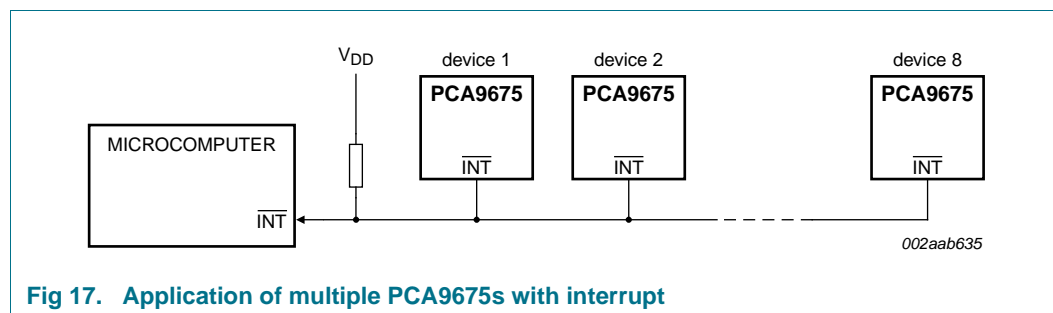 VDD
device 1
device 2
device 8
PCA9675
PCA9675
PCA9675
MICROCOMPUTER
INT
INT
INT
INT
002aab635
Fig 17. Application of multiple PCA9675s with interrupt